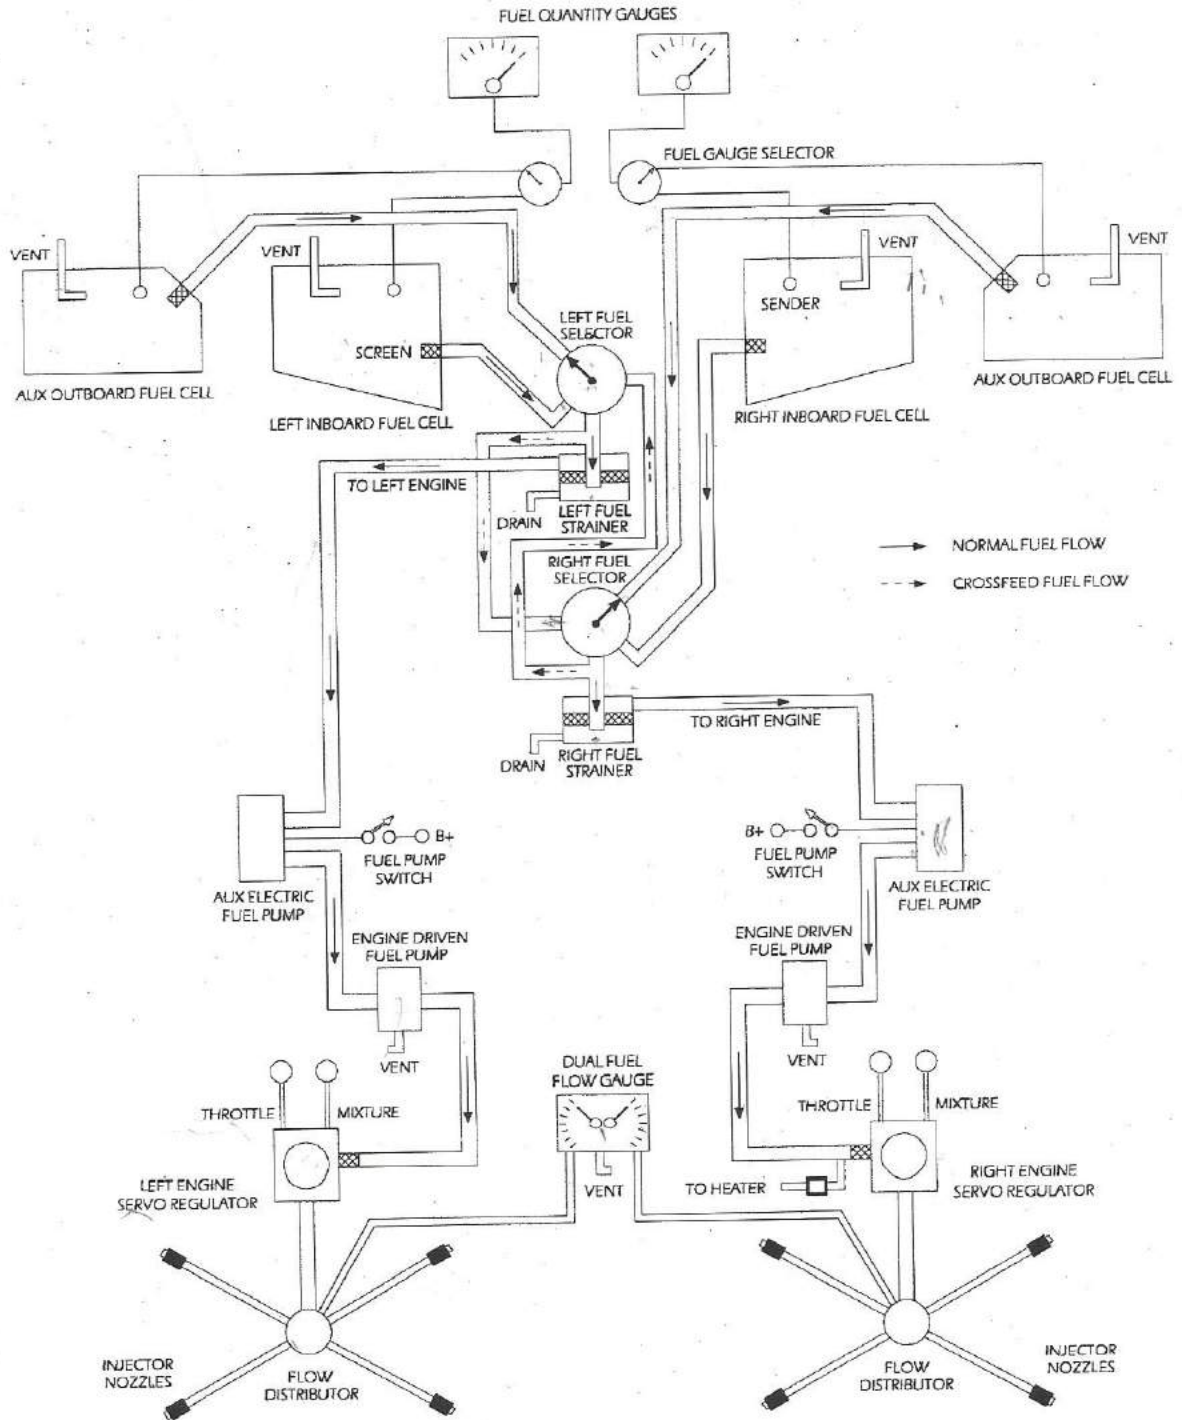 FUEL QUANTITY GAUGES
FUEL GAUGE SELECTOR
VENT
VENT
VENT
VENT
SENDER
LEFT FUEL
SELECTOR
SCREEN
AUX OUTBOARD FUEL CELL
LEFT INBOARD FUEL CELL
RIGHT INBOARD FUEL CELL
AUX OUTBOARD FUEL CELL
TO LEFT ENGINE
DRAIN
LEFT FUEL
STRAINER
RIGHT FUEL
SELECTOR
NORMAL FUEL FLOW
CROSSFEED FUEL FLOW
TO RIGHT ENGINE
DRAIN
RIGHT FUEL
STRAINER
B+
FUEL PUMP
SWITCH
AUX ELECTRIC
FUEL PUMP
B+
FUEL PUMP
SWITCH
AUX ELECTRIC
FUEL PUMP
ENGINE DRIVEN
FUEL PUMP
ENGINE DRIVEN
FUEL PUMP
VENT
VENT
DUAL FUEL
FLOW GAUGE
THROTTLE
MIXTURE
THROTTLE
MIXTURE
LEFT ENGINE
SERVO REGULATOR
VENT
TO HEATER
RIGHT ENGINE
SERVO REGULATOR
INJECTOR
NOZZLES
FLOW
DISTRIBUTOR
FLOW
DISTRIBUTOR
INJECTOR
NOZZLES